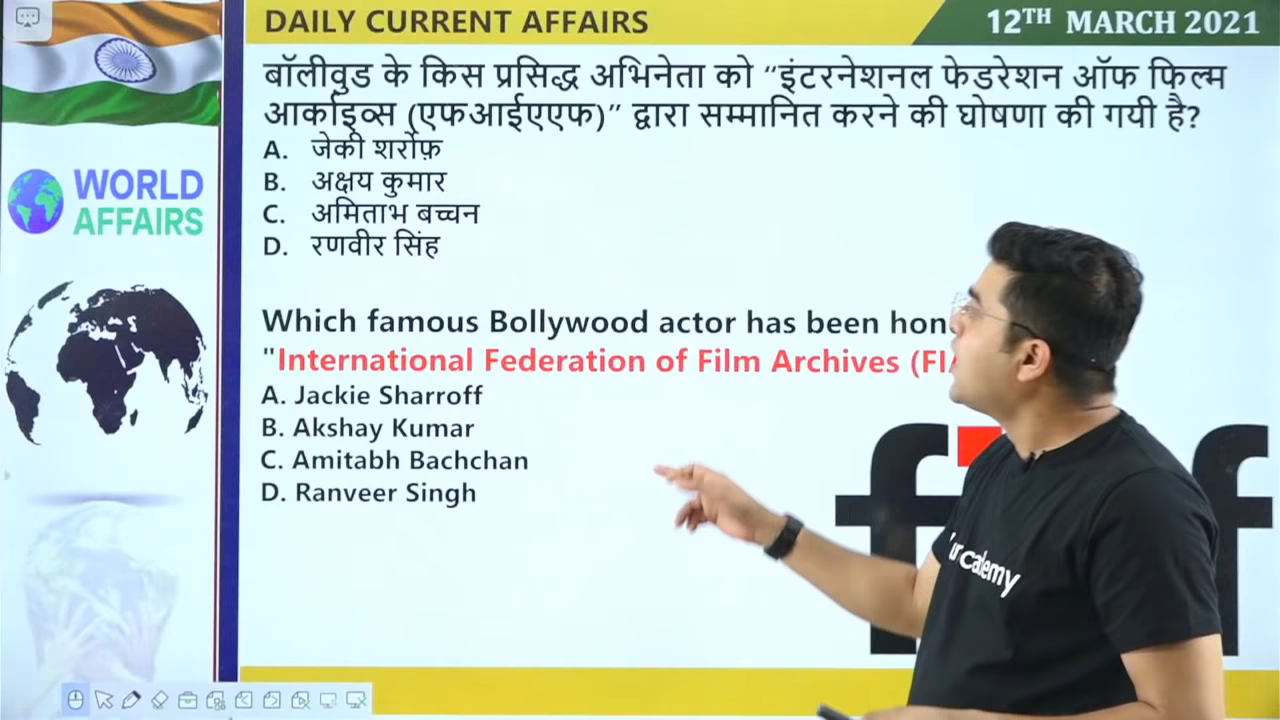 DAILY CURRENT AFFAIRS
12TH MARCH 2021
बॉलीवुड के किस प्रसिद्ध अभिनेता को “इंटरनेशनल फेडरेशन ऑफ फिल्म
आर्काइव्स (एफआईएएफ)” द्वारा सम्मानित करने की घोषणा की गयी है?
A. जेकी शर्रोफ़
B. अक्षय कुमार
C. अमिताभ बच्चन
D. रणवीर सिंह
WORLD
AFFAIRS
Which famous Bollywood actor has been hon
"International Federation of Film Archives (FI
A. Jackie Sharroff
B. Akshay Kumar
C. Amitabh Bachchan
D. Ranveer Singh